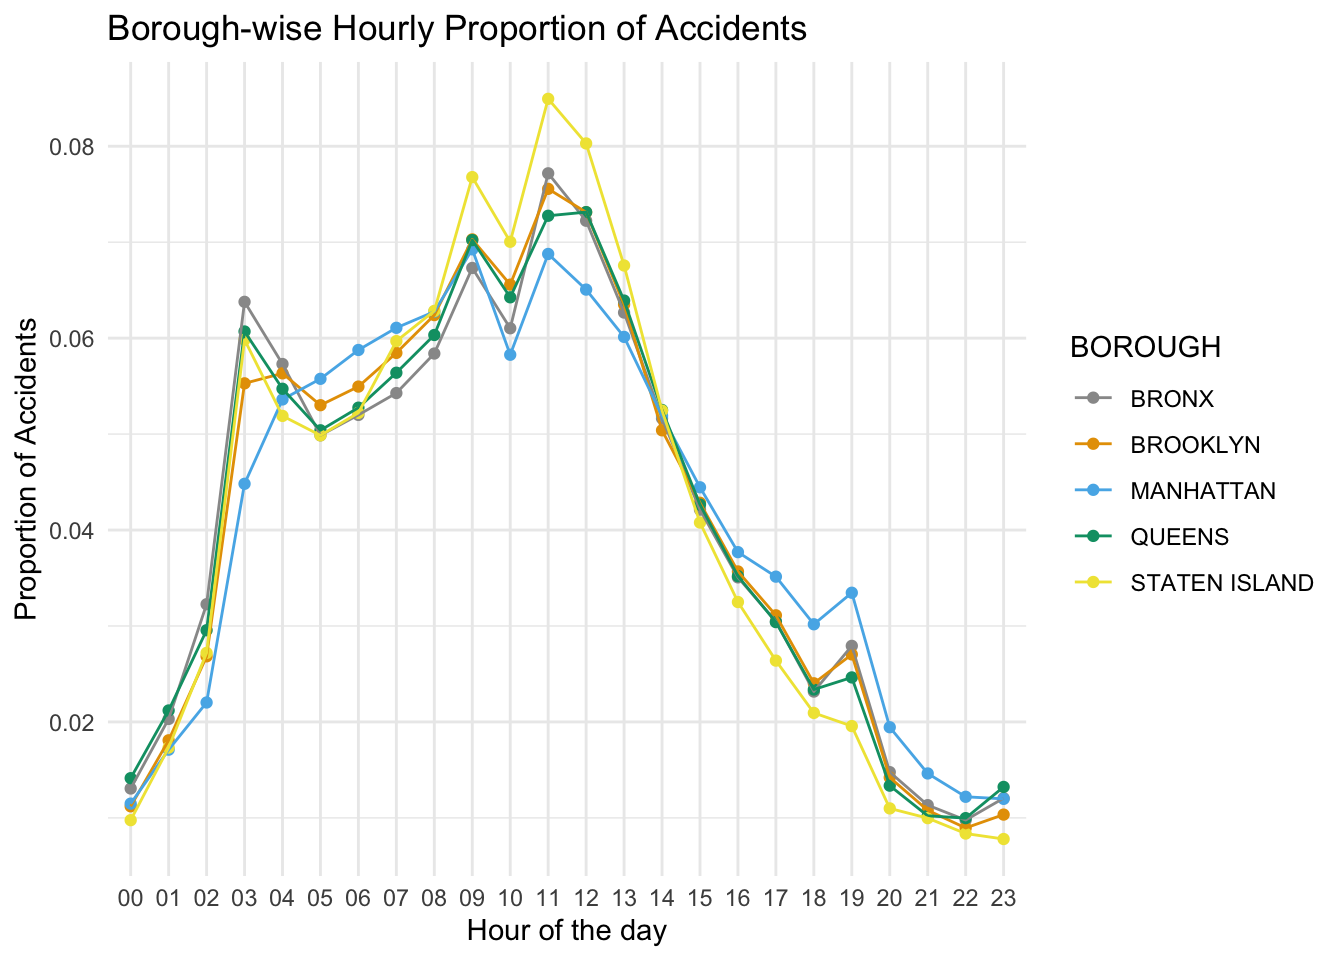 Borough-wise Hourly Proportion of Accidents
Proportion of Accidents
0.08
0.06
0.04
0.02
00 01 02 03 04 05 06 07 08 09 10 11 12 13 14 15 16 17 18 19 20 21 22 23
Hour of the day
BOROUGH
BRONX
BROOKLYN
MANHATTAN
QUEENS
STATEN ISLAND